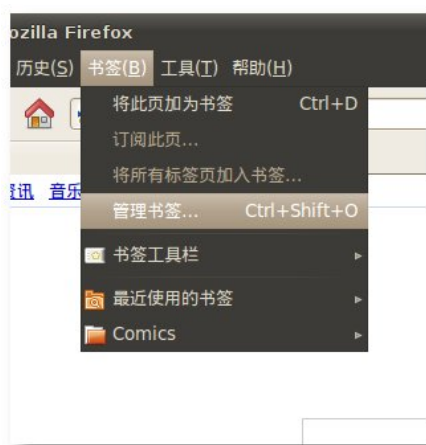 ozilla Firefox
历史(S) 书签(B) 工具(T) 帮助(H)
将此页加为书签 Ctrl+D
订阅此页...
将所有标签页加入书签...
资讯 音乐
管理书签... Ctrl+Shift+O
书签工具栏
最近使用的书签
Comics